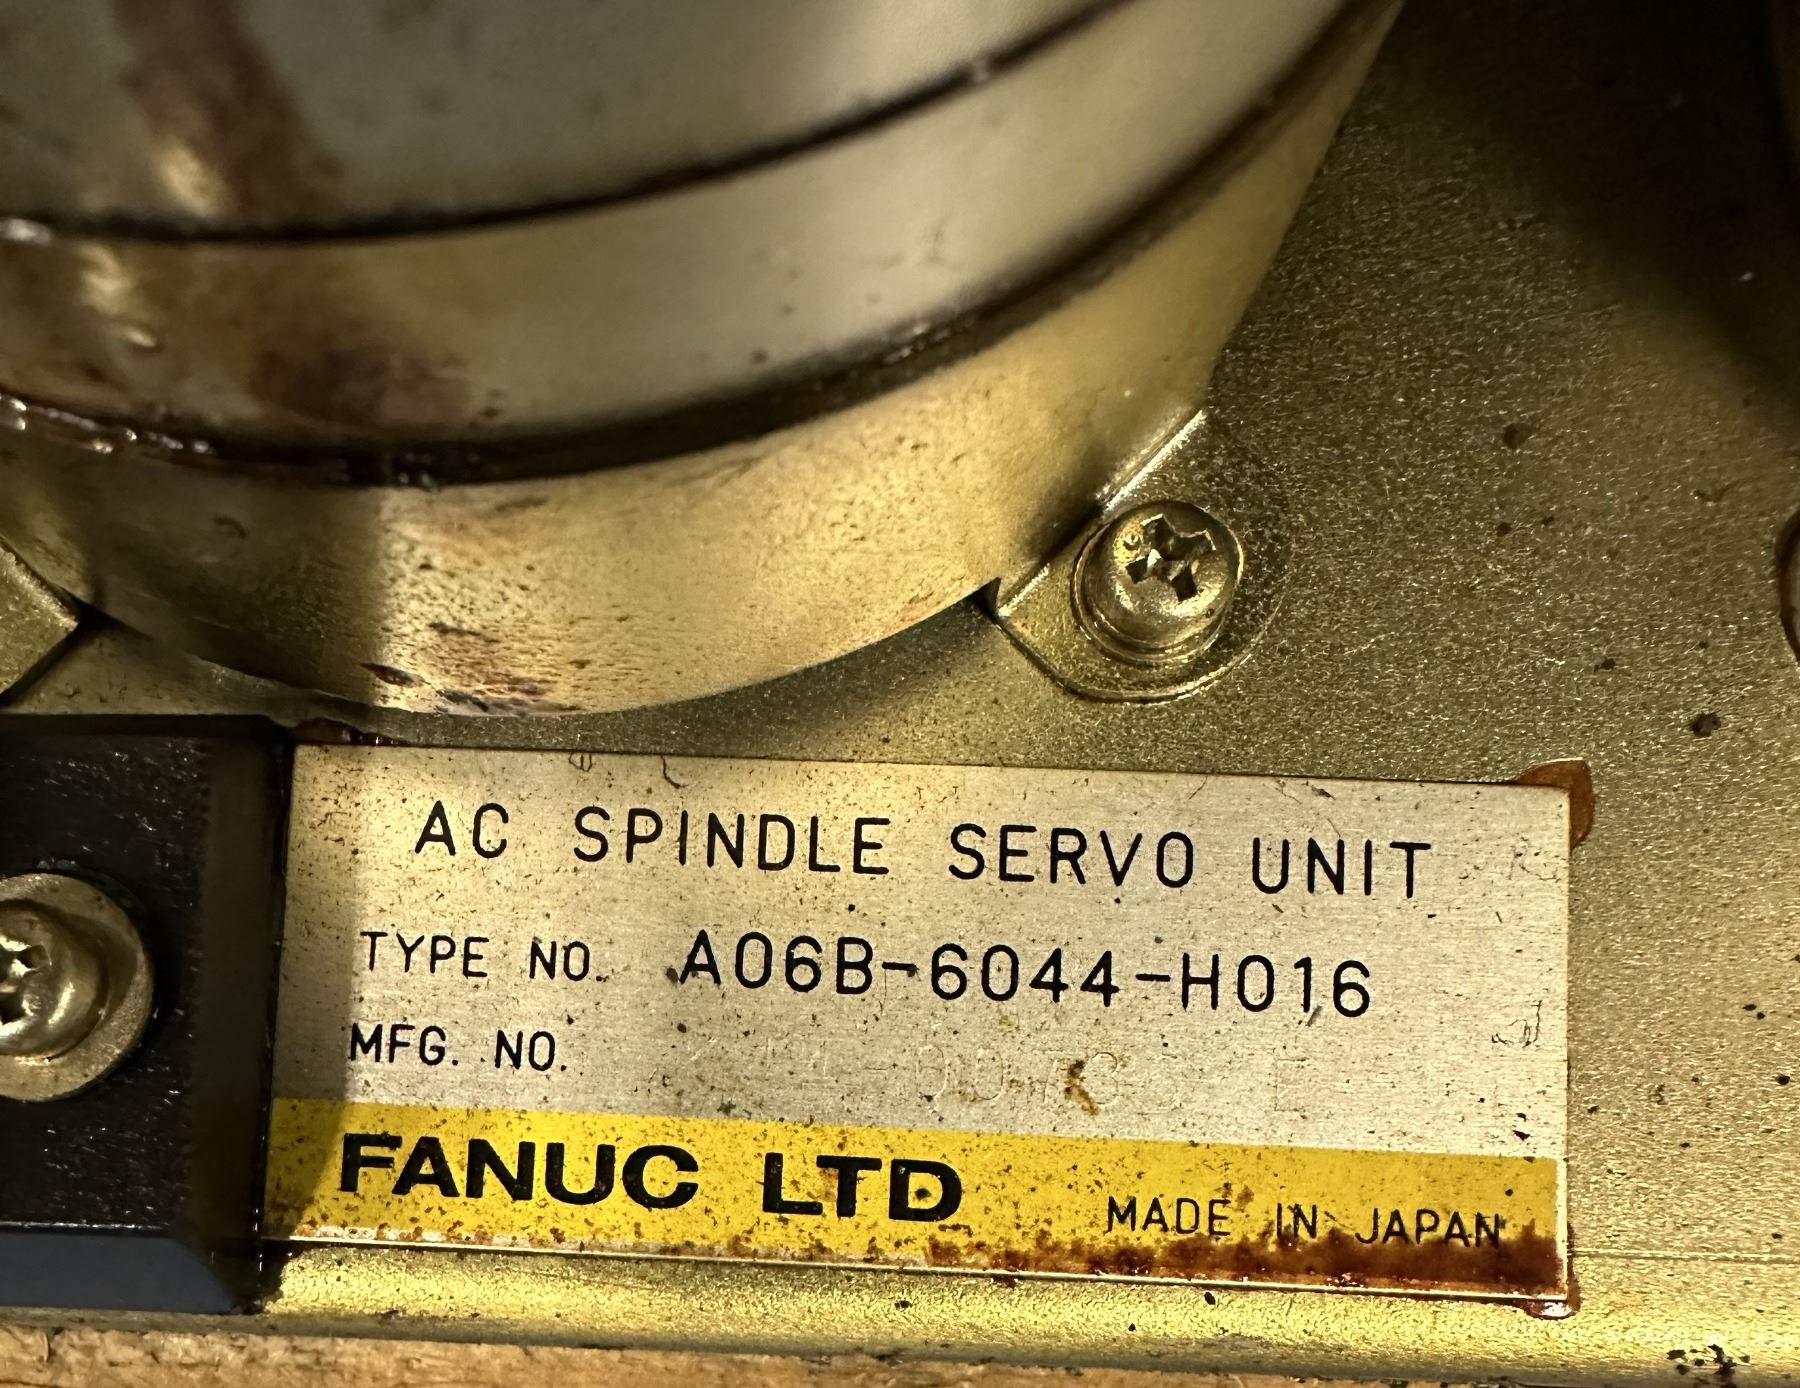 AC SPINDLE SERVO UNIT
TYPE NO. A06B-6044-H016
MFG. NO.
FANUC LTD MADE IN JAPAN